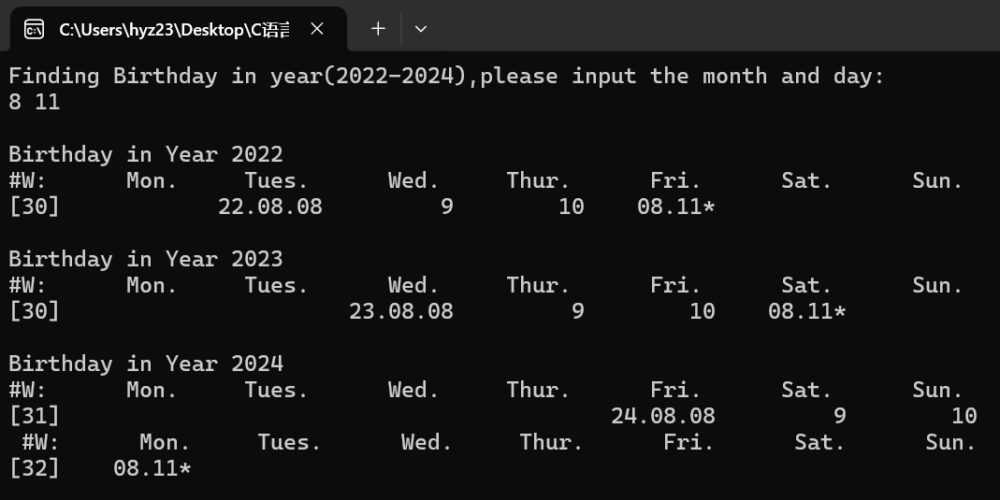 C:\Users\hyz23\Desktop\C语言
Finding Birthday in year(2022-2024),please input the month and day:
8 11
Birthday in Year 2022
#W: Mon. Tues. Wed. Thur. Fri. Sat. Sun.
[30] 22.08.08 9 10 08.11*
Birthday in Year 2023
#W: Mon. Tues. Wed. Thur. Fri. Sat. Sun.
[30] 23.08.08 9 10 08.11*
Birthday in Year 2024
#W: Mon. Tues. Wed. Thur. Fri. Sat. Sun.
[31] 24.08.08 9 10
#W: Mon. Tues. Wed. Thur. Fri. Sat. Sun.
[32] 08.11*